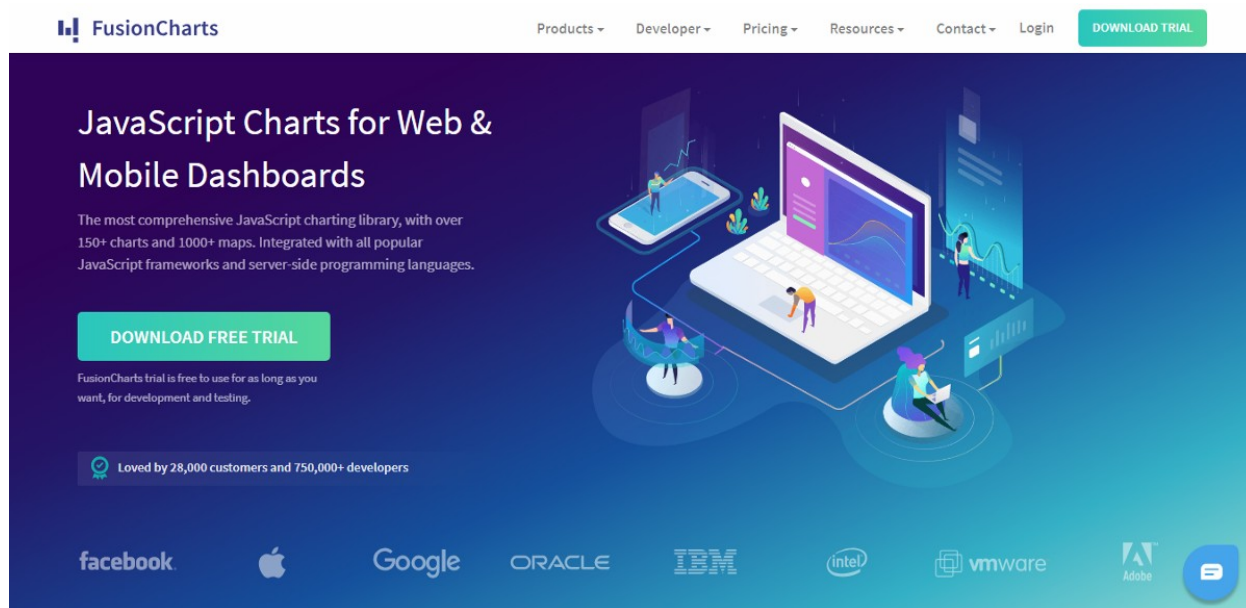 FusionCharts
Products
Developer
Pricing
Resources
Contact
Login
DOWNLOAD TRIAL
JavaScript Charts for Web &
Mobile Dashboards
The most comprehensive JavaScript charting library, with over
150+ charts and 1000+ maps. Integrated with all popular
JavaScript frameworks and server-side programming languages.
DOWNLOAD FREE TRIAL
FusionCharts trial is free to use for as long as you
want, for development and testing.
Loved by 28,000 customers and 750,000+ developers
facebook.
Google
ORACLE
IBM
intel
vmware
Adobe